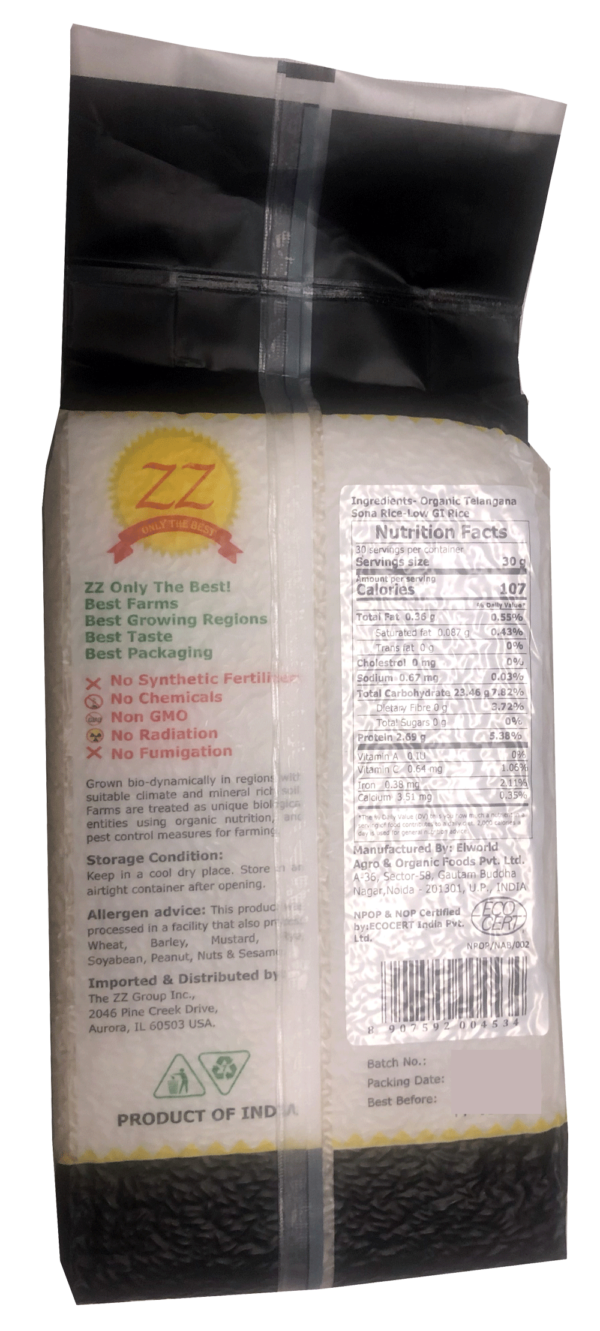 ZZ
ONLY THE BEST
ZZ Only The Best!
Best Farms
Best Growing Regions
Best Taste
Best Packaging
No Synthetic Fertilizer
No Chemicals
Non GMO
No Radiation
No Fumigation
Grown bio-dynamically in regions with
suitable climate and mineral rich soil.
Farms are treated as unique biological
entities using organic nutrition, and
pest control measures for farming.
Storage Condition:
Keep in a cool dry place. Store in an
airtight container after opening.
Allergen advice: This product is
processed in a facility that also
Wheat, Barley, Mustard,
Soyabean, Peanut, Nuts & Sesame
Imported & Distributed by
The ZZ Group Inc.,
2046 Pine Creek Drive,
Aurora, IL 60503 USA.
PRODUCT OF INDIA
Ingredients- Organic Telangana
Sona Rice-Low GI Rice
Nutrition Facts
30 servings per container
Servings size 30 g
Amount per serving
Calories 107
% Daily Value*
Total Fat 0.36 g 0.55%
Saturated fat 0.087 g 0.43%
Trans fat 0 g 0%
Cholestrol 0 mg 0%
Sodium 0.67 mg 0.03%
Total Carbohydrate 23.46 g 7.82%
Dietary Fibre 0 g 3.72%
Total Sugars 0 g 0%
Protein 2.69 g 5.38%
Vitamin A 0 IU 0%
Vitamin C 0.64 mg 1.06%
Iron 0.38 mg 2.11%
Calcium 3.51 mg 0.35%
Manufactured By: Elworld
Agro & Organic Foods Pvt. Ltd.
A-36, Sector-58, Gautam Buddha
Nagar, Noida - 201301, U.P., INDIA
NPOP & NOP Certified
by:ECOCERT India Pvt.
Ltd.
ECO
CERT
NPOP/NAB/002
8 907592 004534
Batch No.:
Packing Date:
Best Before: